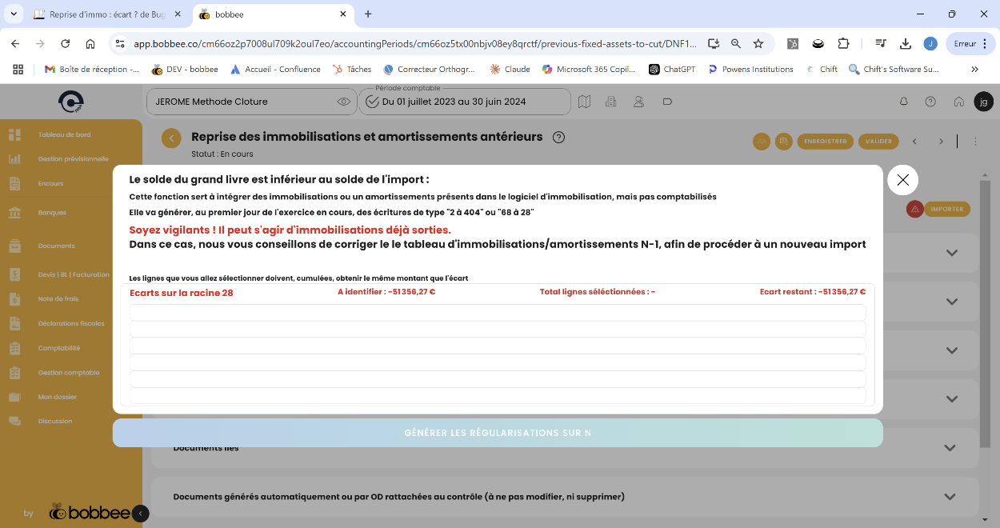 Reprise d'immo : écart ? de Bug
bobbee
app.bobbee.co/cm66oz2p7008ul709k2oul7eo/accountingPeriods/cm66oz5tx00nbjv08ey8qrctf/previous-fixed-assets-to-cut/DNF1...
J
Erreur
Boîte de réception -...
DEV - bobbee
Accueil - Confluence
Tâches
Correcteur Orthogr...
Claude
Microsoft 365 Copil...
ChatGPT
Powens Institutions
Chift
Chift's Software Su...
JEROME Methode Cloture
Période comptable
Du 01 juillet 2023 au 30 juin 2024
jg
Tableau de bord
Gestion prévisionnelle
Encours
Banques
Documents
Devis | BL | Facturation
Note de frais
Déclarations fiscales
Comptabilité
Gestion comptable
Mon dossier
Discussion
by bobbee
Reprise des immobilisations et amortissements antérieurs
Statut : En cours
ENREGISTRER
VALIDER
IMPORTER
Le solde du grand livre est inférieur au solde de l'import :
Cette fonction sert à intégrer des immobilisations ou un amortissements présents dans le logiciel d'immobilisation, mais pas comptabilisés
Elle va générer, au premier jour de l'exercice en cours, des écritures de type "2 à 404" ou "68 à 28"
Soyez vigilants ! Il peut s'agir d'immobilisations déjà sorties.
Dans ce cas, nous vous conseillons de corriger le le tableau d'immobilisations/amortissements N-1, afin de procéder à un nouveau import
Les lignes que vous allez sélectionner doivent, cumulées, obtenir le même montant que l'écart
Ecarts sur la racine 28
A identifier : -51 356,27 €
Total lignes séléctionnées : -
Ecart restant : -51 356,27 €
GÉNÉRER LES RÉGULARISATIONS SUR N
Documents liés
Documents générés automatiquement ou par OD rattachées au contrôle (à ne pas modifier, ni supprimer)